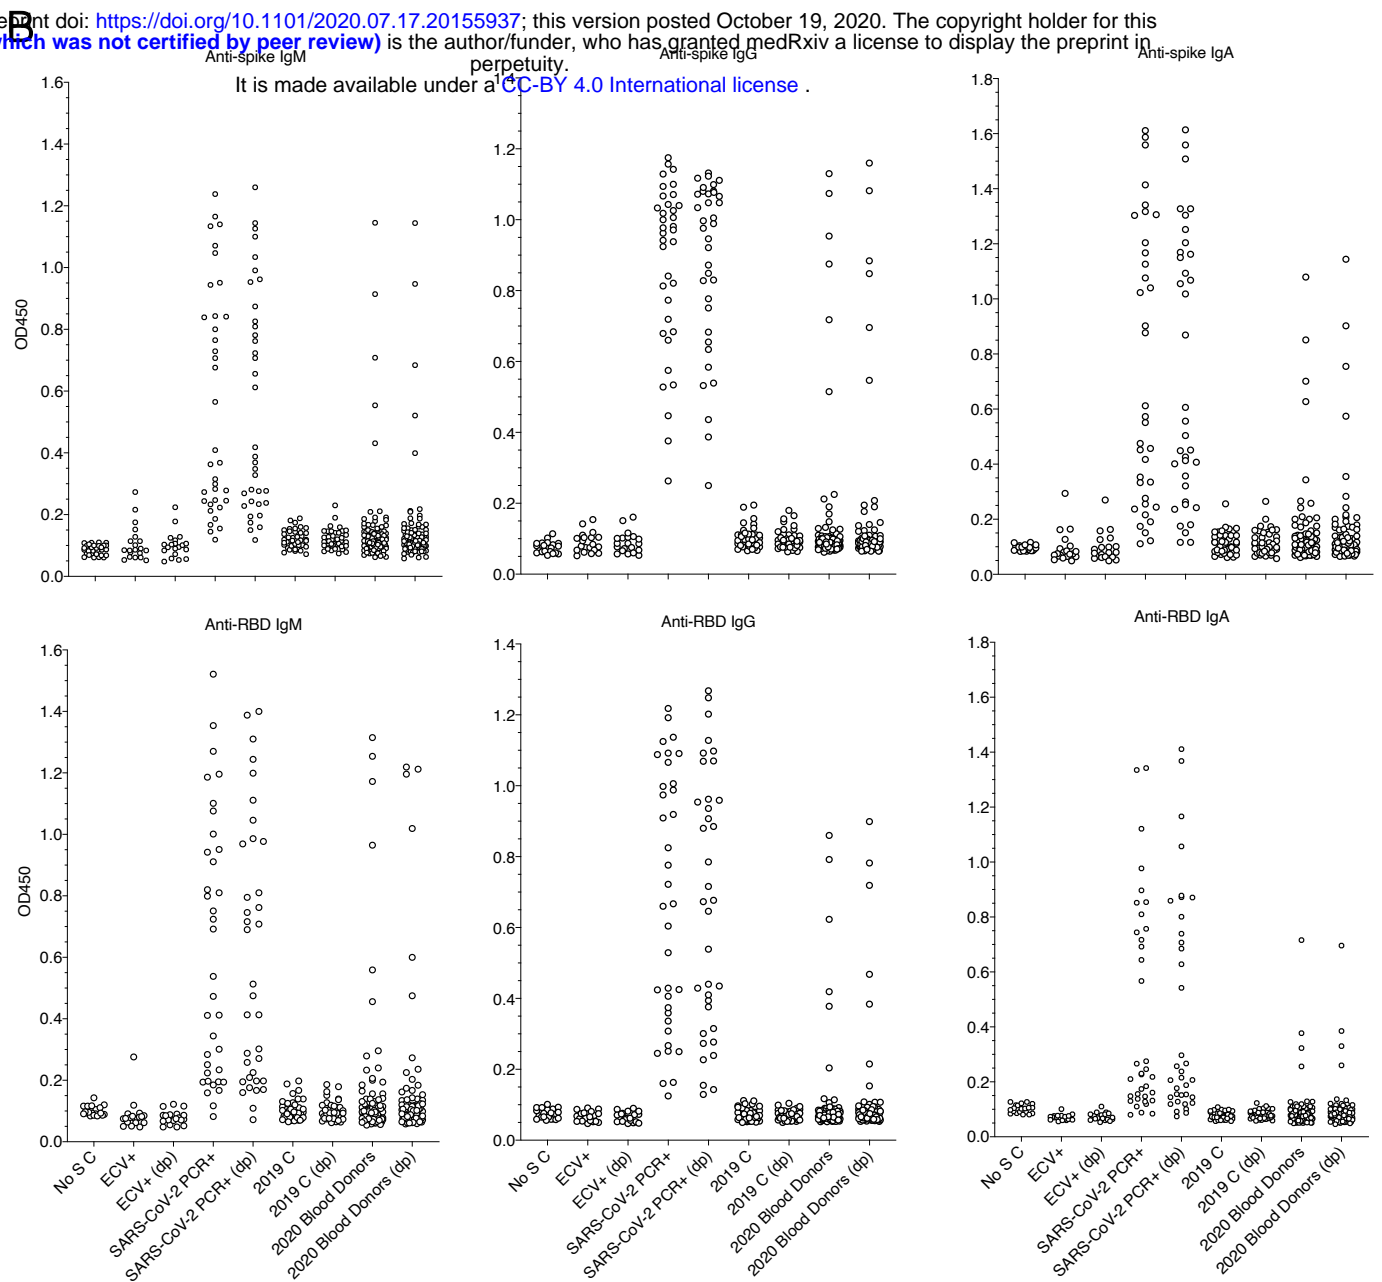 B
eprint doi: https://doi.org/10.1101/2020.07.17.20155937; this version posted October 19, 2020. The copyright holder for this
which was not certified by peer review) is the author/funder, who has granted medRxiv a license to display the preprint in
perpetuity.
It is made available under a CC-BY 4.0 International license .
Anti-spike IgM
OD450
1.6
1.4
1.2
1.0
0.8
0.6
0.4
0.2
0.0
Anti-spike IgG
1.4
1.2
1.0
0.8
0.6
0.4
0.2
0.0
Anti-spike IgA
1.8
1.6
1.4
1.2
1.0
0.8
0.6
0.4
0.2
0.0
Anti-RBD IgM
OD450
1.6
1.4
1.2
1.0
0.8
0.6
0.4
0.2
0.0
No S C
ECV+
ECV+ (dp)
SARS-CoV-2 PCR+
SARS-CoV-2 PCR+ (dp)
2019 C
2019 C (dp)
2020 Blood Donors
2020 Blood Donors (dp)
Anti-RBD IgG
1.4
1.2
1.0
0.8
0.6
0.4
0.2
0.0
No S C
ECV+
ECV+ (dp)
SARS-CoV-2 PCR+
SARS-CoV-2 PCR+ (dp)
2019 C
2019 C (dp)
2020 Blood Donors
2020 Blood Donors (dp)
Anti-RBD IgA
1.8
1.6
1.4
1.2
1.0
0.8
0.6
0.4
0.2
0.0
No S C
ECV+
ECV+ (dp)
SARS-CoV-2 PCR+
SARS-CoV-2 PCR+ (dp)
2019 C
2019 C (dp)
2020 Blood Donors
2020 Blood Donors (dp)